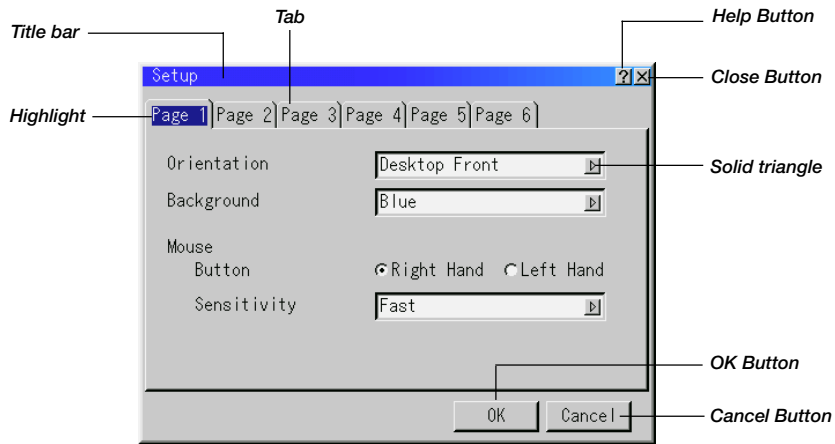 Tab
Help Button
Title bar
Setup
?
Close Button
Highlight
Page 1 Page 2 Page 3 Page 4 Page 5 Page 6
Orientation Desktop Front
Solid triangle
Background Blue
Mouse
Button Right Hand Left Hand
Sensitivity Fast
OK Button
OK Cancel
Cancel Button